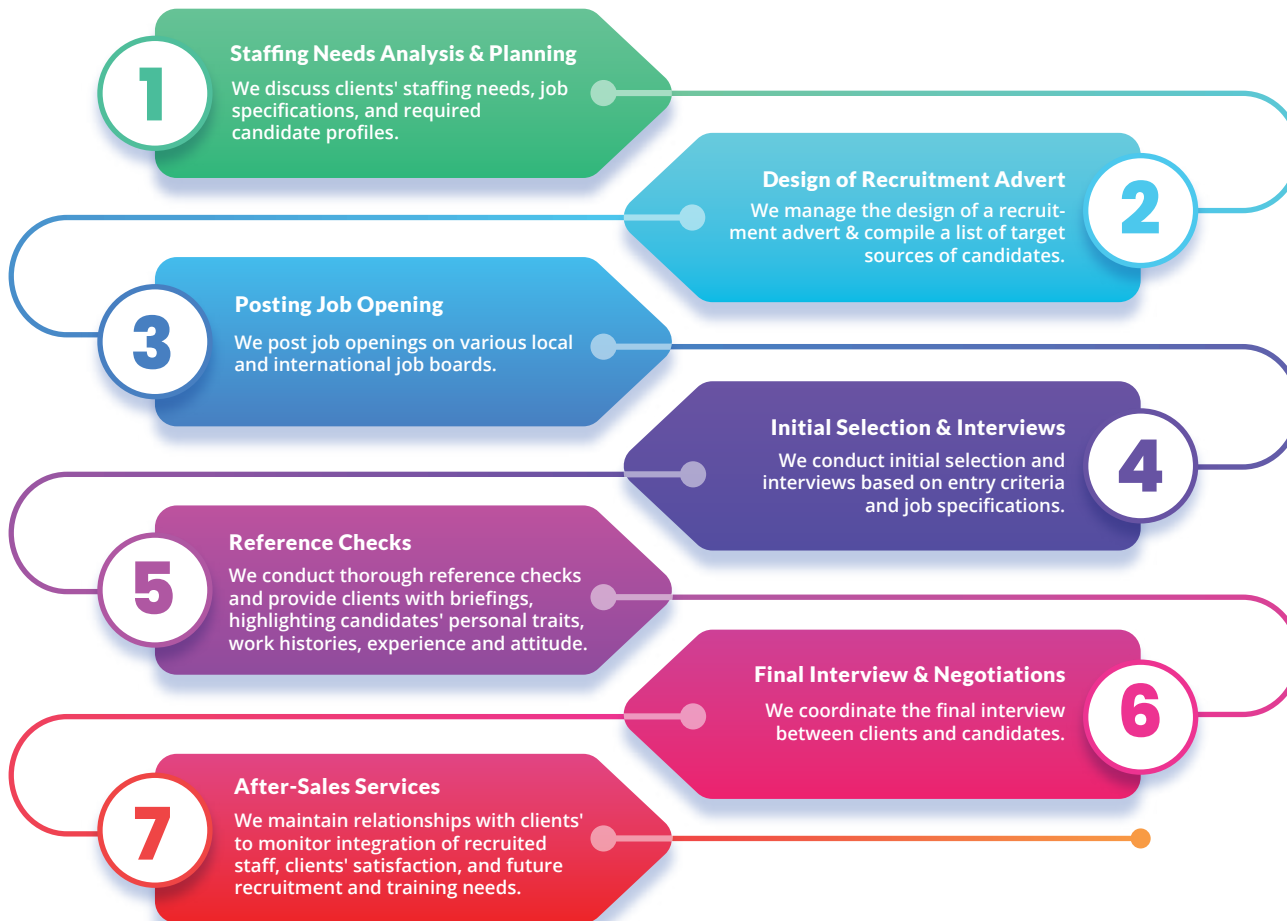 1
Staffing Needs Analysis & Planning
We discuss clients' staffing needs, job
specifications, and required
candidate profiles.
2
Design of Recruitment Advert
We manage the design of a recruit-
ment advert & compile a list of target
sources of candidates.
3
Posting Job Opening
We post job openings on various local
and international job boards.
4
Initial Selection & Interviews
We conduct initial selection and
interviews based on entry criteria
and job specifications.
5
Reference Checks
We conduct thorough reference checks
and provide clients with briefings,
highlighting candidates' personal traits,
work histories, experience and attitude.
6
Final Interview & Negotiations
We coordinate the final interview
between clients and candidates.
7
After-Sales Services
We maintain relationships with clients'
to monitor integration of recruited
staff, clients' satisfaction, and future
recruitment and training needs.